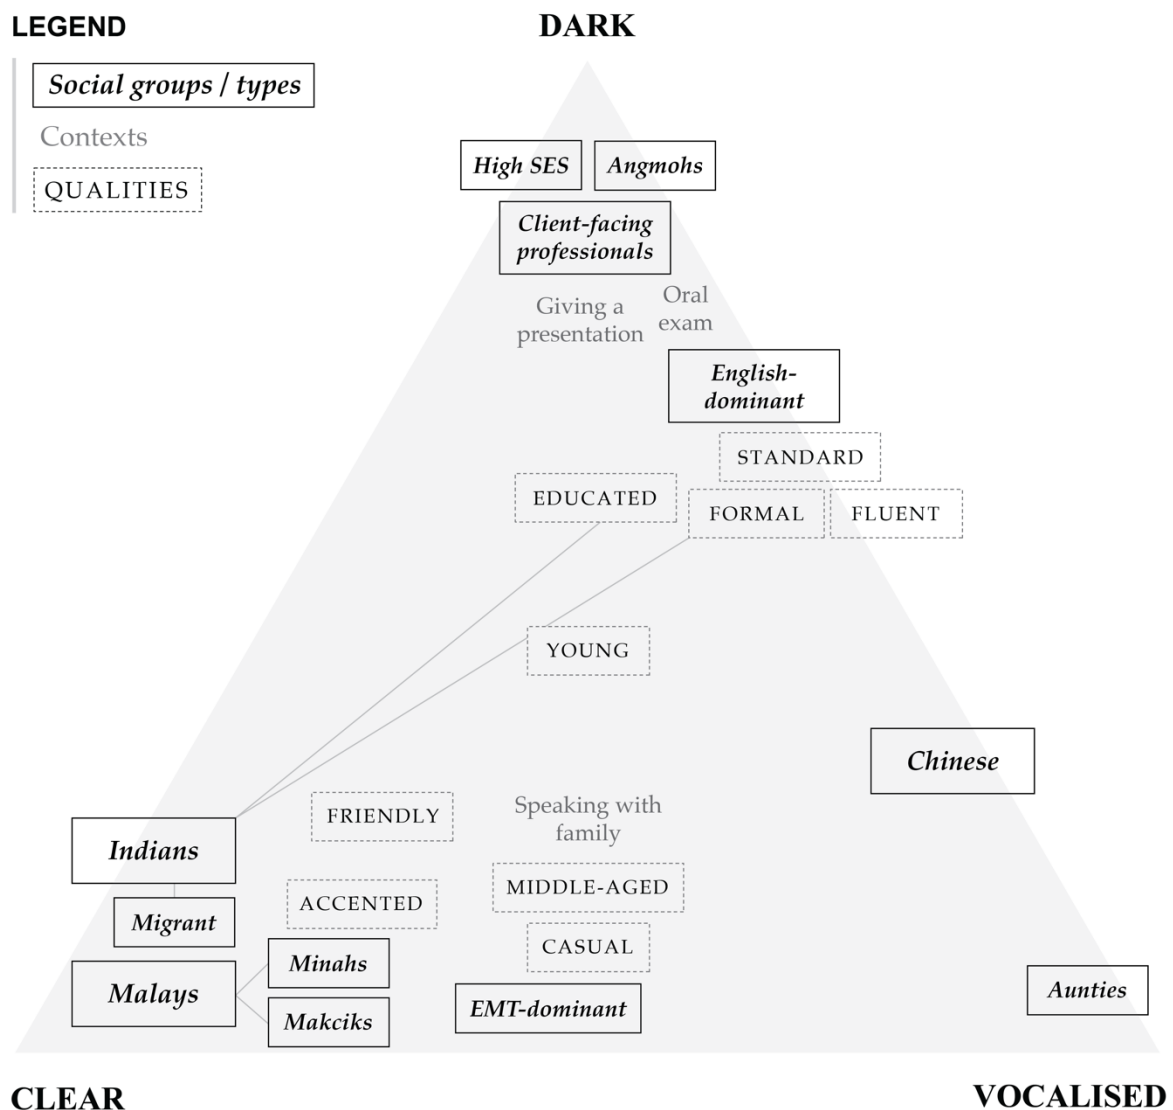 LEGEND
Social groups / types
Contexts
QUALITIES
DARK
High SES
Angmohs
Client-facing
professionals
Giving a
presentation
Oral
exam
English-
dominant
STANDARD
EDUCATED
FORMAL
FLUENT
YOUNG
Chinese
FRIENDLY
Speaking with
family
Indians
MIDDLE-AGED
ACCENTED
Migrant
CASUAL
Minahs
Malays
Makciks
EMT-dominant
Aunties
CLEAR
VOCALISED